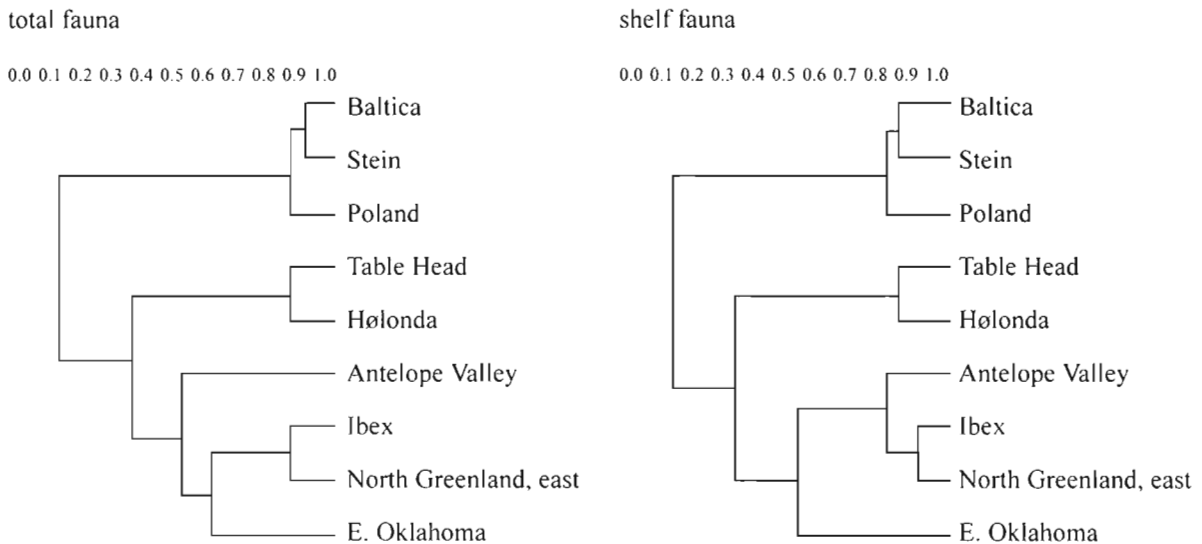 total fauna
0.0 0.1 0.2 0.3 0.4 0.5 0.6 0.7 0.8 0.9 1.0
Baltica
Stein
Poland
Table Head
Hølonda
Antelope Valley
Ibex
North Greenland, east
E. Oklahoma
shelf fauna
0.0 0.1 0.2 0.3 0.4 0.5 0.6 0.7 0.8 0.9 1.0
Baltica
Stein
Poland
Table Head
Hølonda
Antelope Valley
Ibex
North Greenland, east
E. Oklahoma